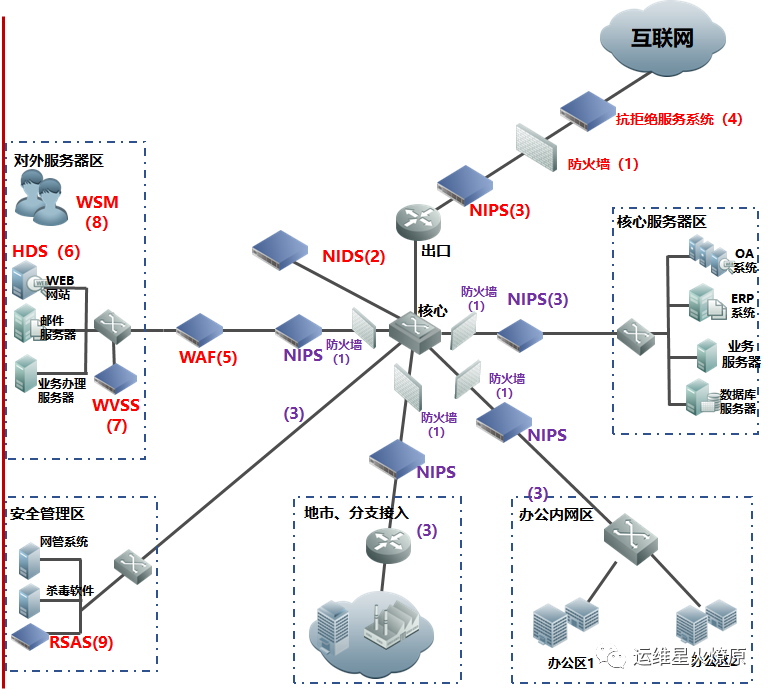 互联网
抗拒绝服务系统（4）
防火墙（1）
NIPS(3)
出口
对外服务器区
WSM
(8)
HDS（6）
WEB
网站
邮件
服务器
业务办理
服务器
WVSS
(7)
WAF(5)
NIPS
防火墙
(1)
NIDS(2)
核心
防火墙
(1)
NIPS(3)
核心服务器区
OA
系统
ERP
系统
业务
服务器
数据库
服务器
防火墙
(1)
NIPS
(3)
防火墙
(1)
NIPS
(3)
(3)
安全管理区
网管系统
杀毒软件
RSAS(9)
地市、分支接入
办公内网区
办公区1
办公区2
运维星火燎原